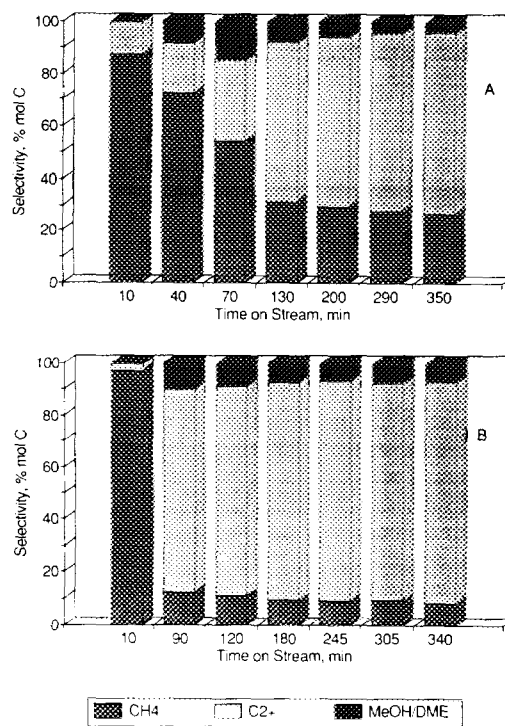 100
80
60
40
20
0
Selectivity, % mol C
A
10 40 70 130 200 290 350
Time on Stream, min
100
80
60
40
20
0
Selectivity, % mol C
B
10 90 120 180 245 305 340
Time on Stream, min
CH4 C2+ MeOH/DME